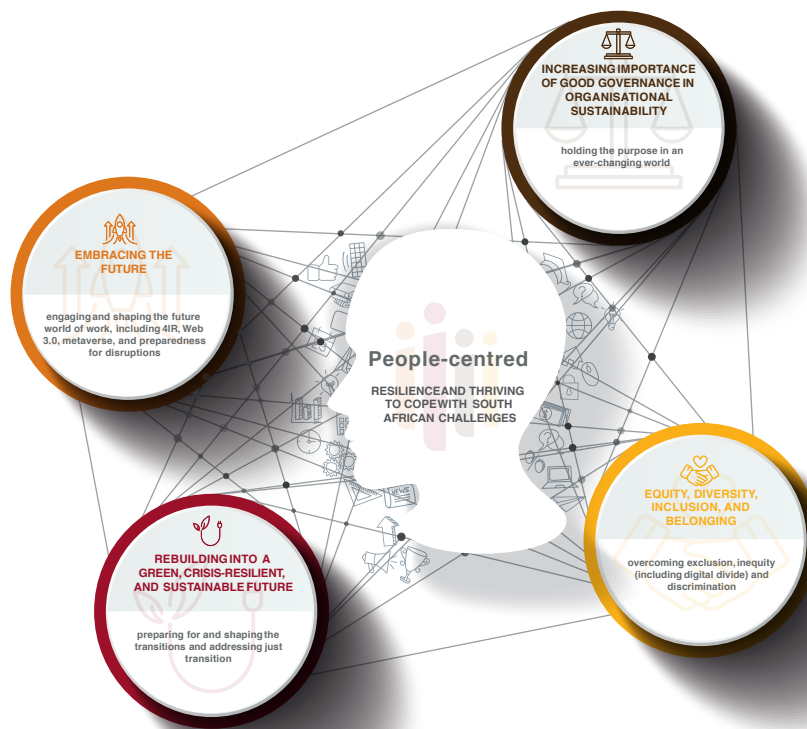 INCREASING IMPORTANCE
OF GOOD GOVERNANCE IN
ORGANISATIONAL
SUSTAINABILITY
holding the purpose in an
ever-changing world
EMBRACING THE
FUTURE
engaging and shaping the future
world of work, including 4IR, Web
3.0, metaverse, and preparedness
for disruptions
People-centred
RESILIENCEAND THRIVING
TO COPEWITH SOUTH
AFRICAN CHALLENGES
NEWS
EQUITY, DIVERSITY,
INCLUSION, AND
BELONGING
overcoming exclusion, inequity
(including digital divide) and
discrimination
REBUILDING INTO A
GREEN, CRISIS-RESILIENT,
AND SUSTAINABLE FUTURE
preparing for and shaping the
transitions and addressing just
transition